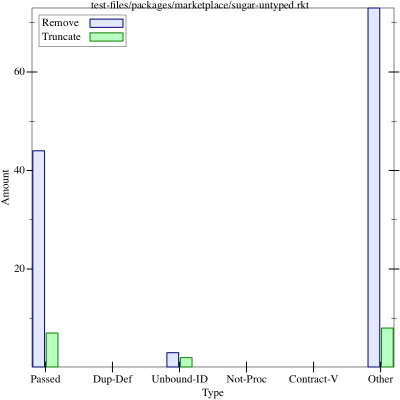 test-files/packages/marketplace/sugar-untyped.rkt
Remove
Truncate
60
40
20
Amount
Passed Dup-Def Unbound-ID Not-Proc Contract-V Other
Type